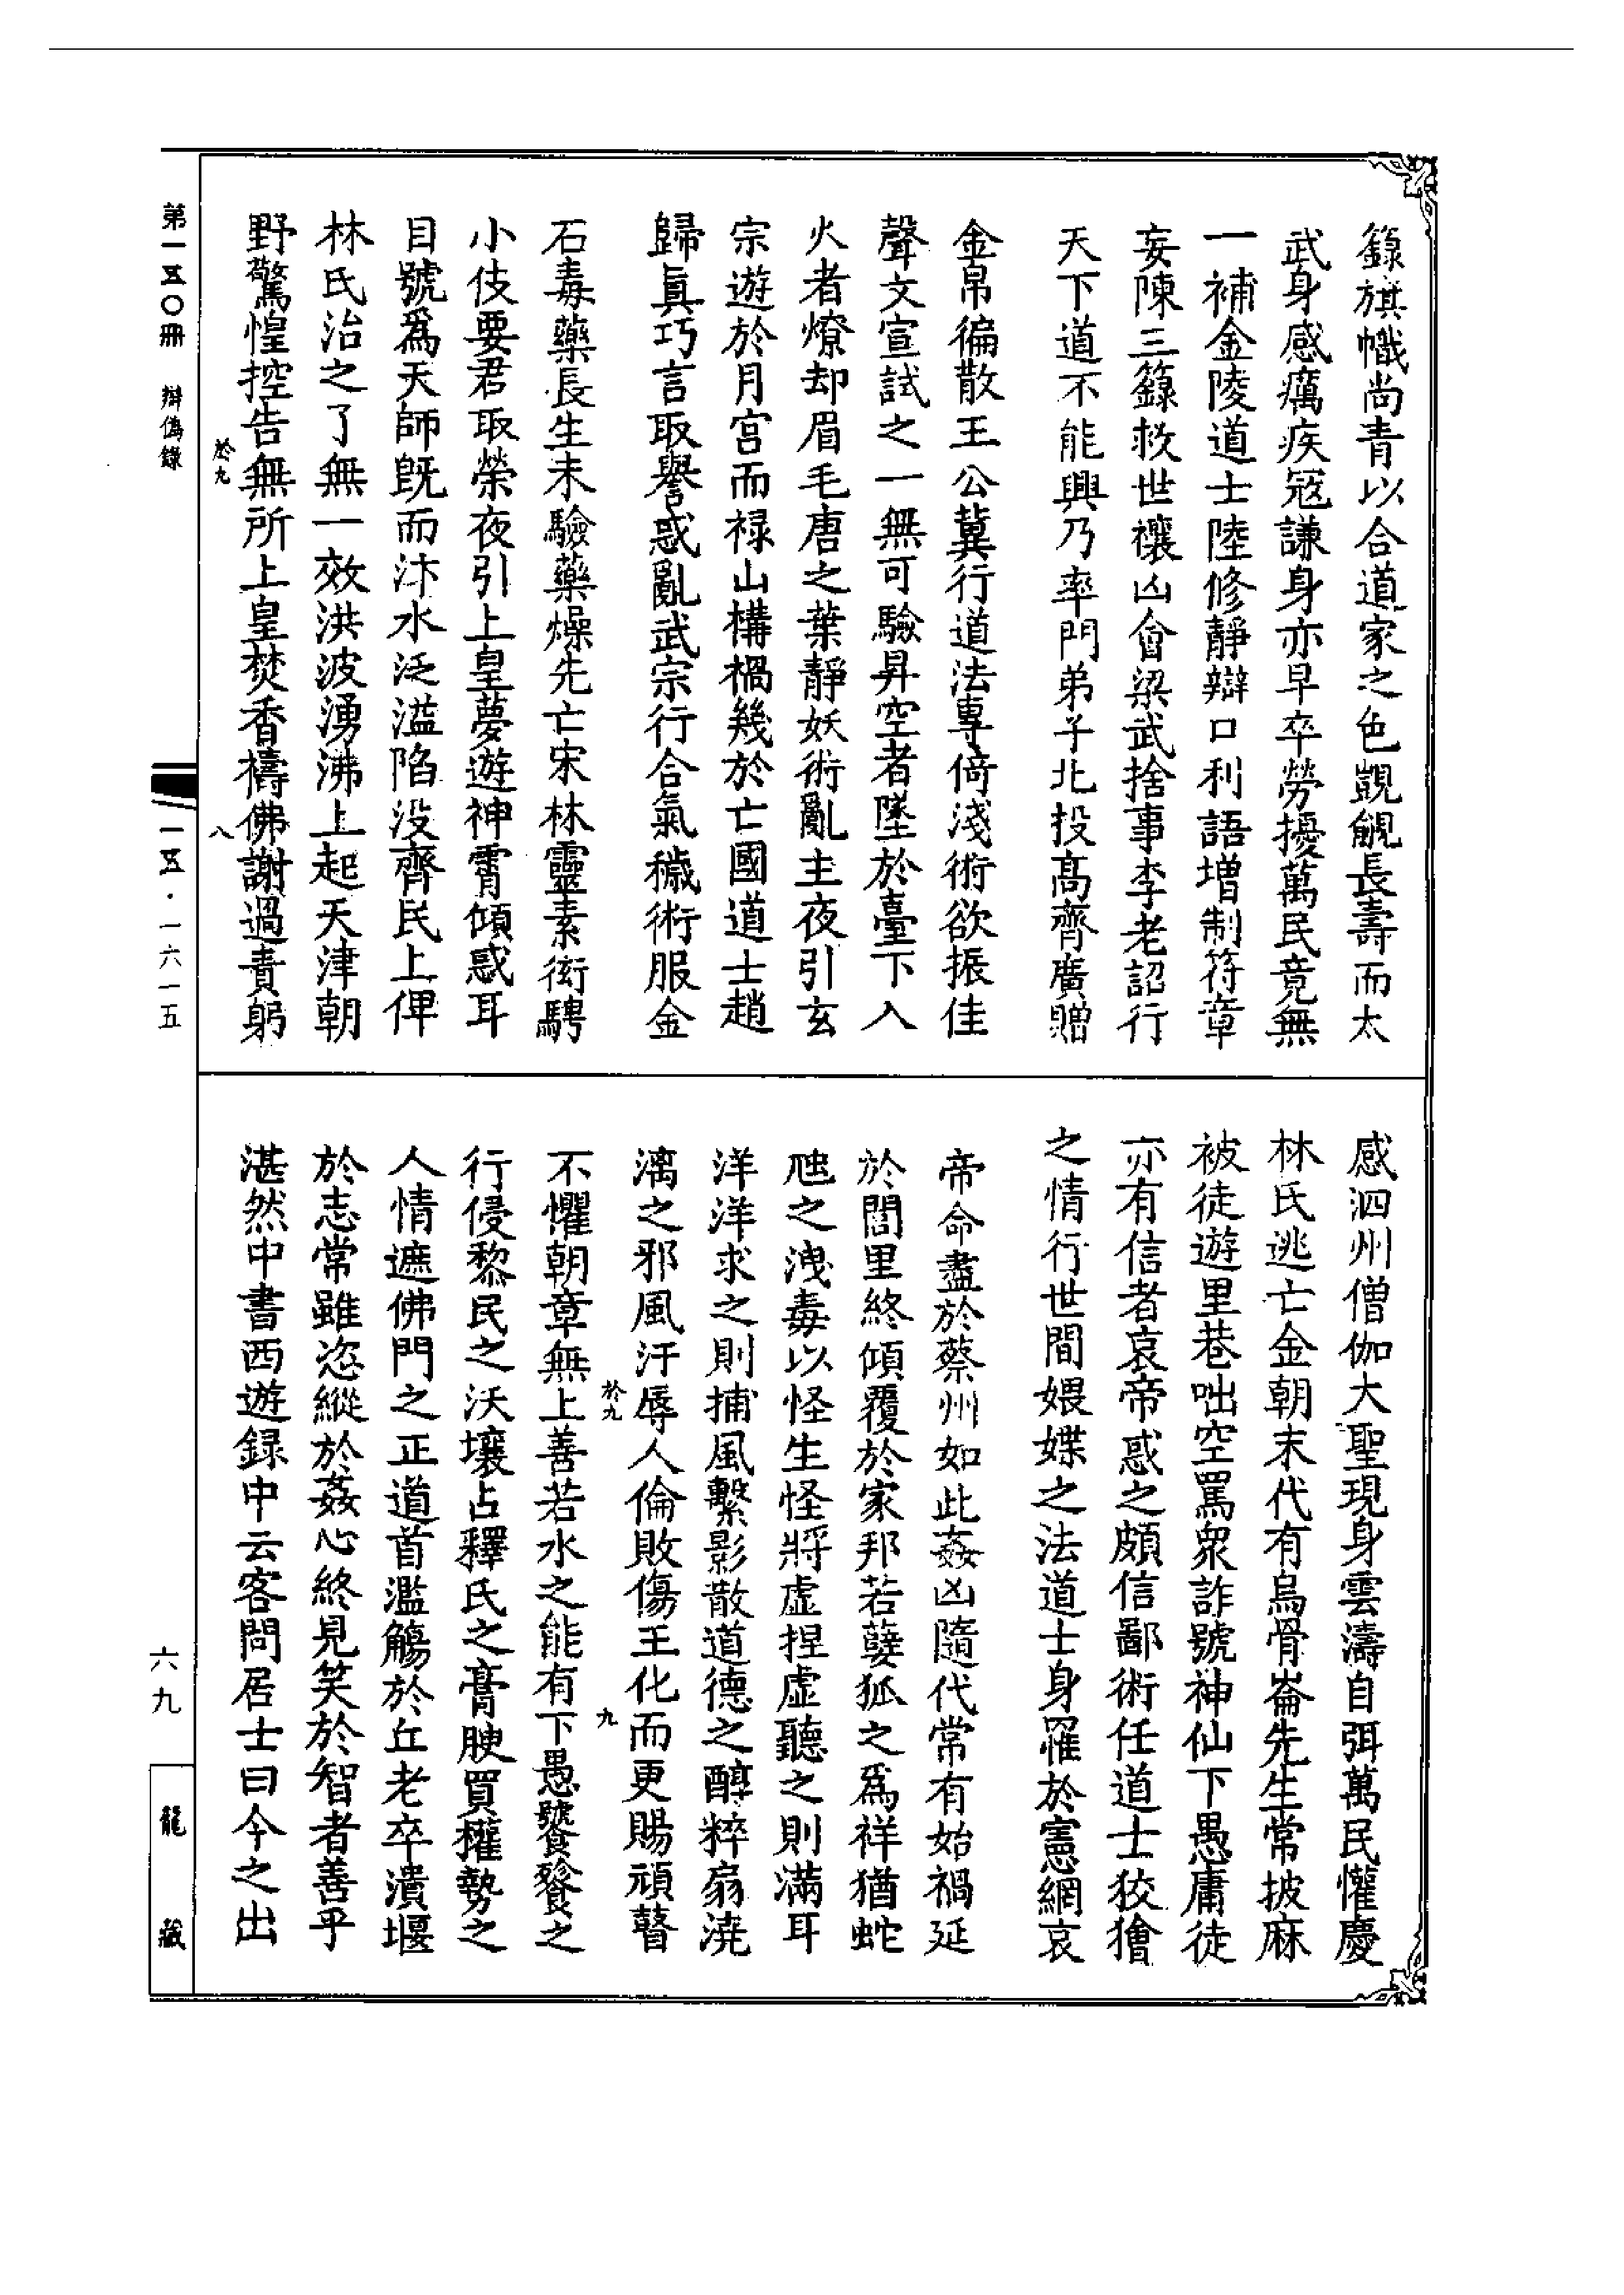 籙旗幟尚青以合道家之色覬覦長壽而太
武身感癘疾寇謙身亦早卒勞擾萬民竟無
一補金陵道士陸修靜辯口利語增制符章
妄陳三籙救世禳凶會梁武捨事李老詔行
天下道不能興乃率門弟子北投髙齊廣贈
金帛徧散王公冀行道法專倚淺術欲振佳
聲文宣試之一無可驗昇空者墜於臺下入
火者燎却眉毛唐之葉靜妖術亂主夜引玄
宗遊於月宮而禄山構禍幾於亡國道士趙
歸真巧言取譽惑亂武宗行合氣穢術服金
石毒藥長生未驗藥燥先亡宋林靈素衒騁
小伎要君取榮夜引上皇夢遊神霄傾惑耳
目號爲天師旣而汴水泛溢陷没齊民上俾
林氏治之了無一效洪波湧沸上起天津朝
野驚惶控告無所上皇焚香禱佛謝過責躬
於九
八
感泗州僧伽大聖現身雲濤自弭萬民懽慶
林氏逃亡金朝末代有烏骨崙先生常披麻
被徒遊里巷咄空罵衆詐號神仙下愚庸徒
亦有信者哀帝惑之頗信鄙術任道士狡獪
之情行世間媟媒之法道士身罹於憲網哀
帝命盡於蔡州如此姦凶隨代常有始禍延
於閭里終傾覆於家邦若孽狐之爲祥猶蛇
虺之洩毒以怪生怪將虛捏虛聽之則滿耳
洋洋求之則捕風繫影散道德之醇粹扇澆
漓之邪風汙辱人倫敗傷王化而更賜頑瞽
於九
九
不懼朝章無上善若水之能有下愚饕餮之
行侵黎民之沃壤占釋氏之膏腴買權勢之
人情遮佛門之正道首濫觴於丘老卒潰堰
於志常雖恣縱於姦心終見笑於智者善乎
湛然中書西遊録中云客問居士曰今之出
第一五〇冊 辯偽錄
一五·一六一五
六九
龍藏